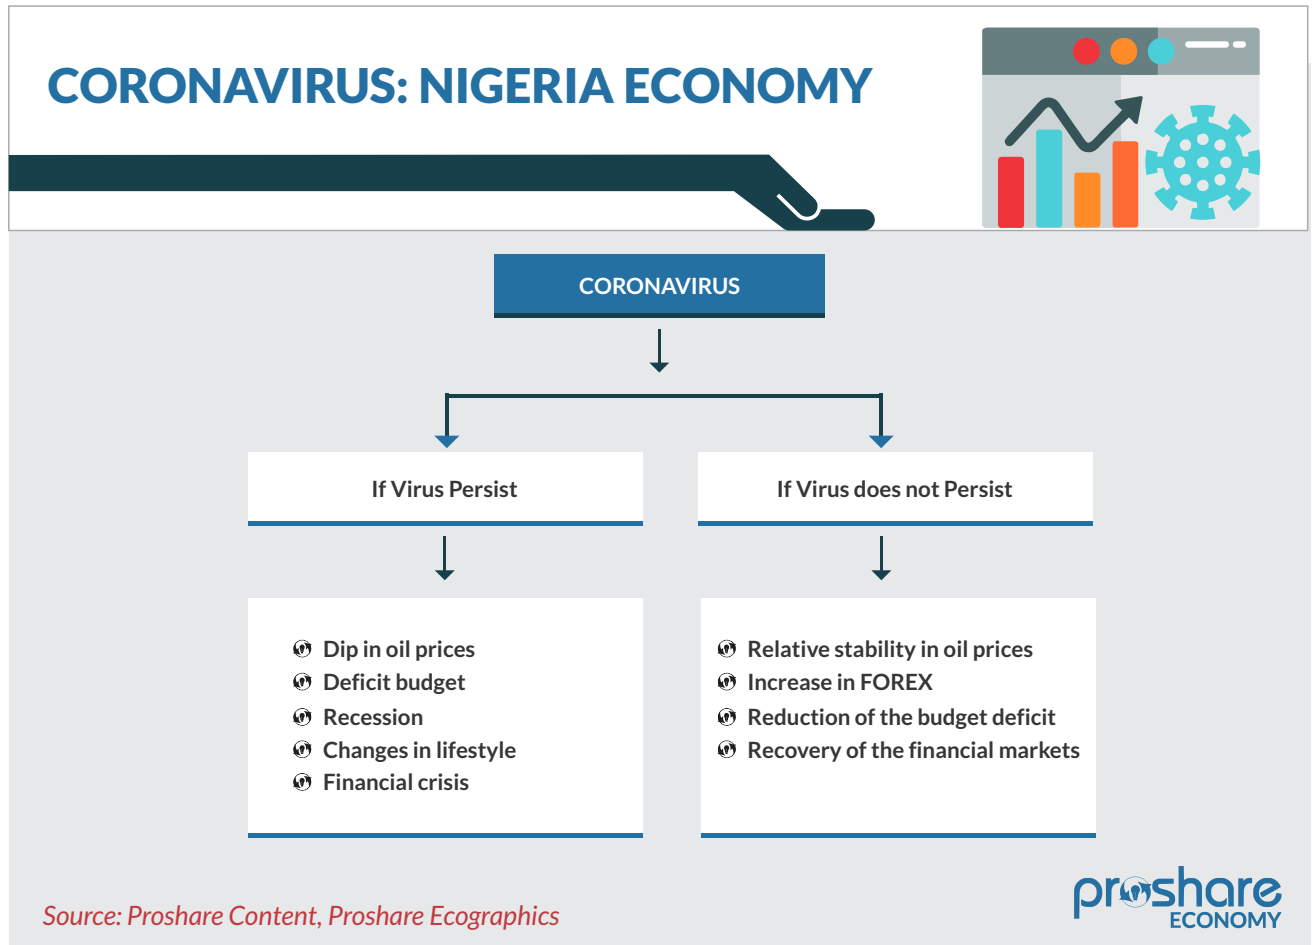 CORONAVIRUS: NIGERIA ECONOMY
CORONAVIRUS
If Virus Persist
If Virus does not Persist
Dip in oil prices
Deficit budget
Recession
Changes in lifestyle
Financial crisis
Relative stability in oil prices
Increase in FOREX
Reduction of the budget deficit
Recovery of the financial markets
Source: Proshare Content, Proshare Ecographics
proshare
ECONOMY